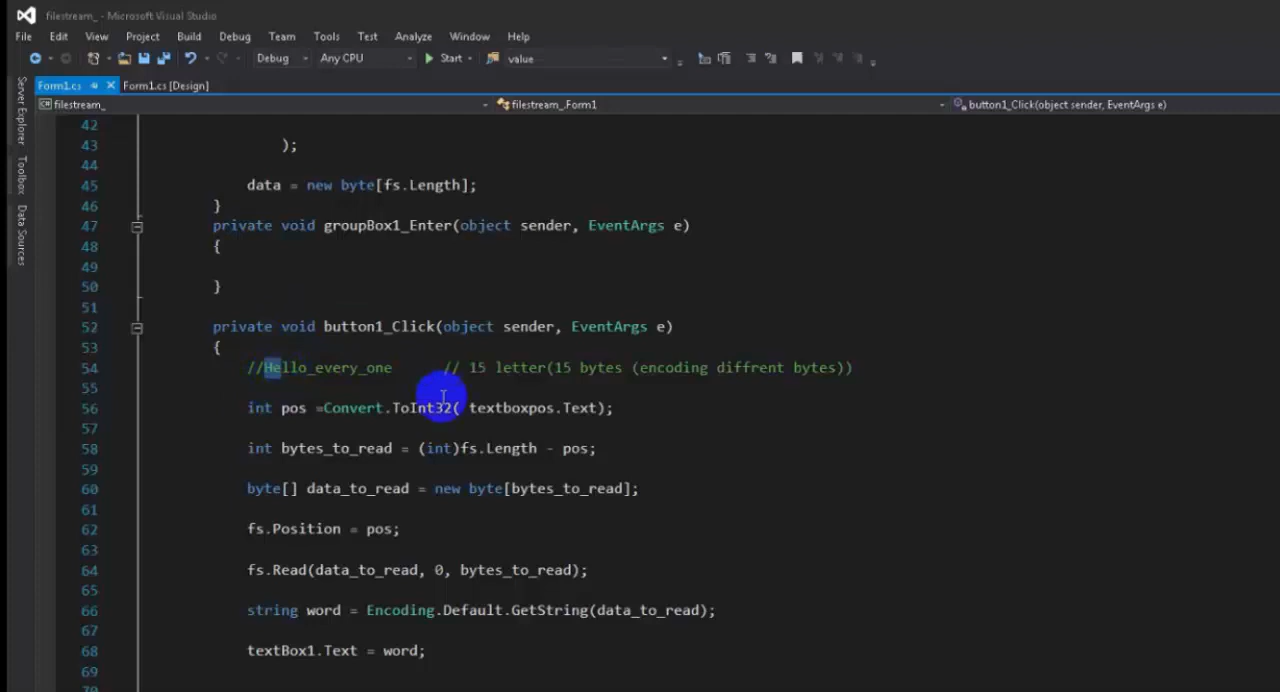 filestream_ - Microsoft Visual Studio
File Edit View Project Build Debug Team Tools Test Analyze Window Help
Debug Any CPU Start value
Form1.cs Form1.cs [Design]
filestream_ filestream_.Form1 button1_Click(object sender, EventArgs e)
Server Explorer
Toolbox
Data Sources
42
43 );
44
45 data = new byte[fs.Length];
46 }
47 private void groupBox1_Enter(object sender, EventArgs e)
48 {
49
50 }
51
52 private void button1_Click(object sender, EventArgs e)
53 {
54 //Hello_every_one // 15 letter(15 bytes (encoding diffrent bytes))
55
56 int pos =Convert.ToInt32( textboxpos.Text);
57
58 int bytes_to_read = (int)fs.Length - pos;
59
60 byte[] data_to_read = new byte[bytes_to_read];
61
62 fs.Position = pos;
63
64 fs.Read(data_to_read, 0, bytes_to_read);
65
66 string word = Encoding.Default.GetString(data_to_read);
67
68 textBox1.Text = word;
69
70